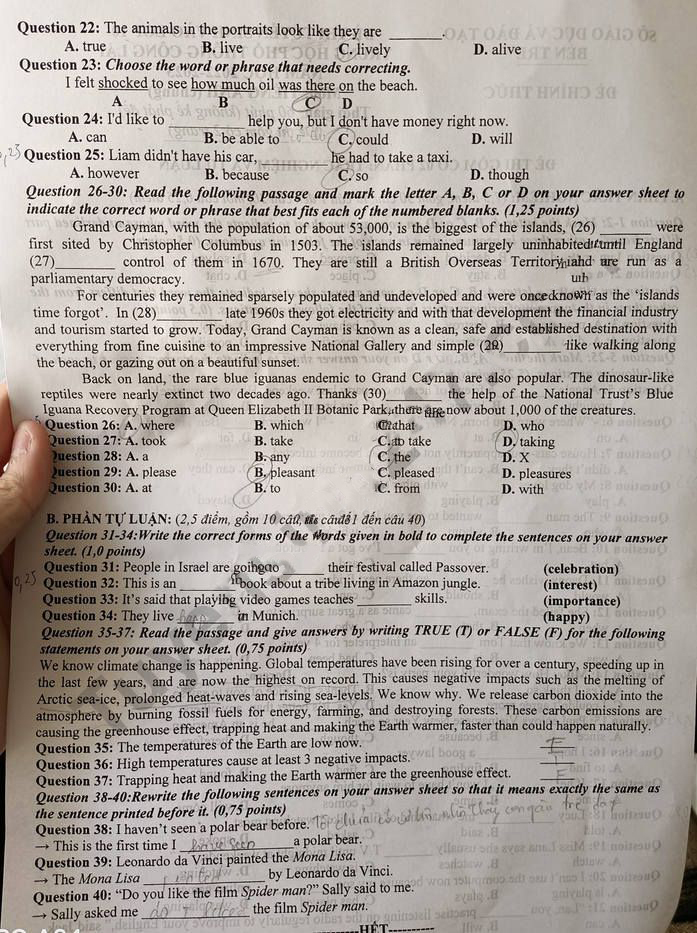 Question 22: The animals in the portraits look like they are ________.
A. true B. live C. lively D. alive
Question 23: Choose the word or phrase that needs correcting.
I felt shocked to see how much oil was there on the beach.
A B C D
Question 24: I'd like to ________ help you, but I don't have money right now.
A. can B. be able to C. could D. will
Question 25: Liam didn't have his car, ________ he had to take a taxi.
A. however B. because C. so D. though
Question 26-30: Read the following passage and mark the letter A, B, C or D on your answer sheet to
indicate the correct word or phrase that best fits each of the numbered blanks. (1,25 points)
Grand Cayman, with the population of about 53,000, is the biggest of the islands, (26) ________ were
first sited by Christopher Columbus in 1503. The islands remained largely uninhabited until England
(27)________ control of them in 1670. They are still a British Overseas Territory and are run as a
parliamentary democracy.
For centuries they remained sparsely populated and undeveloped and were once known as the ‘islands
time forgot’. In (28)________ late 1960s they got electricity and with that development the financial industry
and tourism started to grow. Today, Grand Cayman is known as a clean, safe and established destination with
everything from fine cuisine to an impressive National Gallery and simple (29)________ like walking along
the beach, or gazing out on a beautiful sunset.
Back on land, the rare blue iguanas endemic to Grand Cayman are also popular. The dinosaur-like
reptiles were nearly extinct two decades ago. Thanks (30)________ the help of the National Trust’s Blue
Iguana Recovery Program at Queen Elizabeth II Botanic Park, there are now about 1,000 of the creatures.
Question 26: A. where B. which C. that D. who
Question 27: A. took B. take C. to take D. taking
Question 28: A. a B. any C. the D. X
Question 29: A. please B. pleasant C. pleased D. pleasures
Question 30: A. at B. to C. from D. with
B. PHẦN TỰ LUẬN: (2,5 điểm, gồm 10 câu, từ câu 31 đến câu 40)
Question 31-34:Write the correct forms of the words given in bold to complete the sentences on your answer
sheet. (1,0 points)
Question 31: People in Israel are going to ________ their festival called Passover. (celebration)
0,25 Question 32: This is an ________ book about a tribe living in Amazon jungle. (interest)
Question 33: It’s said that playing video games teaches ________ skills. (importance)
Question 34: They live happ in Munich. (happy)
Question 35-37: Read the passage and give answers by writing TRUE (T) or FALSE (F) for the following
statements on your answer sheet. (0,75 points)
We know climate change is happening. Global temperatures have been rising for over a century, speeding up in
the last few years, and are now the highest on record. This causes negative impacts such as the melting of
Arctic sea-ice, prolonged heat-waves and rising sea-levels. We know why. We release carbon dioxide into the
atmosphere by burning fossil fuels for energy, farming, and destroying forests. These carbon emissions are
causing the greenhouse effect, trapping heat and making the Earth warmer, faster than could happen naturally.
Question 35: The temperatures of the Earth are low now. F
Question 36: High temperatures cause at least 3 negative impacts. T
Question 37: Trapping heat and making the Earth warmer are the greenhouse effect. F
Question 38-40:Rewrite the following sentences on your answer sheet so that it means exactly the same as
the sentence printed before it. (0,75 points)
Question 38: I haven’t seen a polar bear before.
→ This is the first time I have seen a polar bear.
Question 39: Leonardo da Vinci painted the Mona Lisa.
→ The Mona Lisa ________ by Leonardo da Vinci.
Question 40: “Do you like the film Spider man?” Sally said to me.
→ Sally asked me ________ the film Spider man.
----------HẾT----------